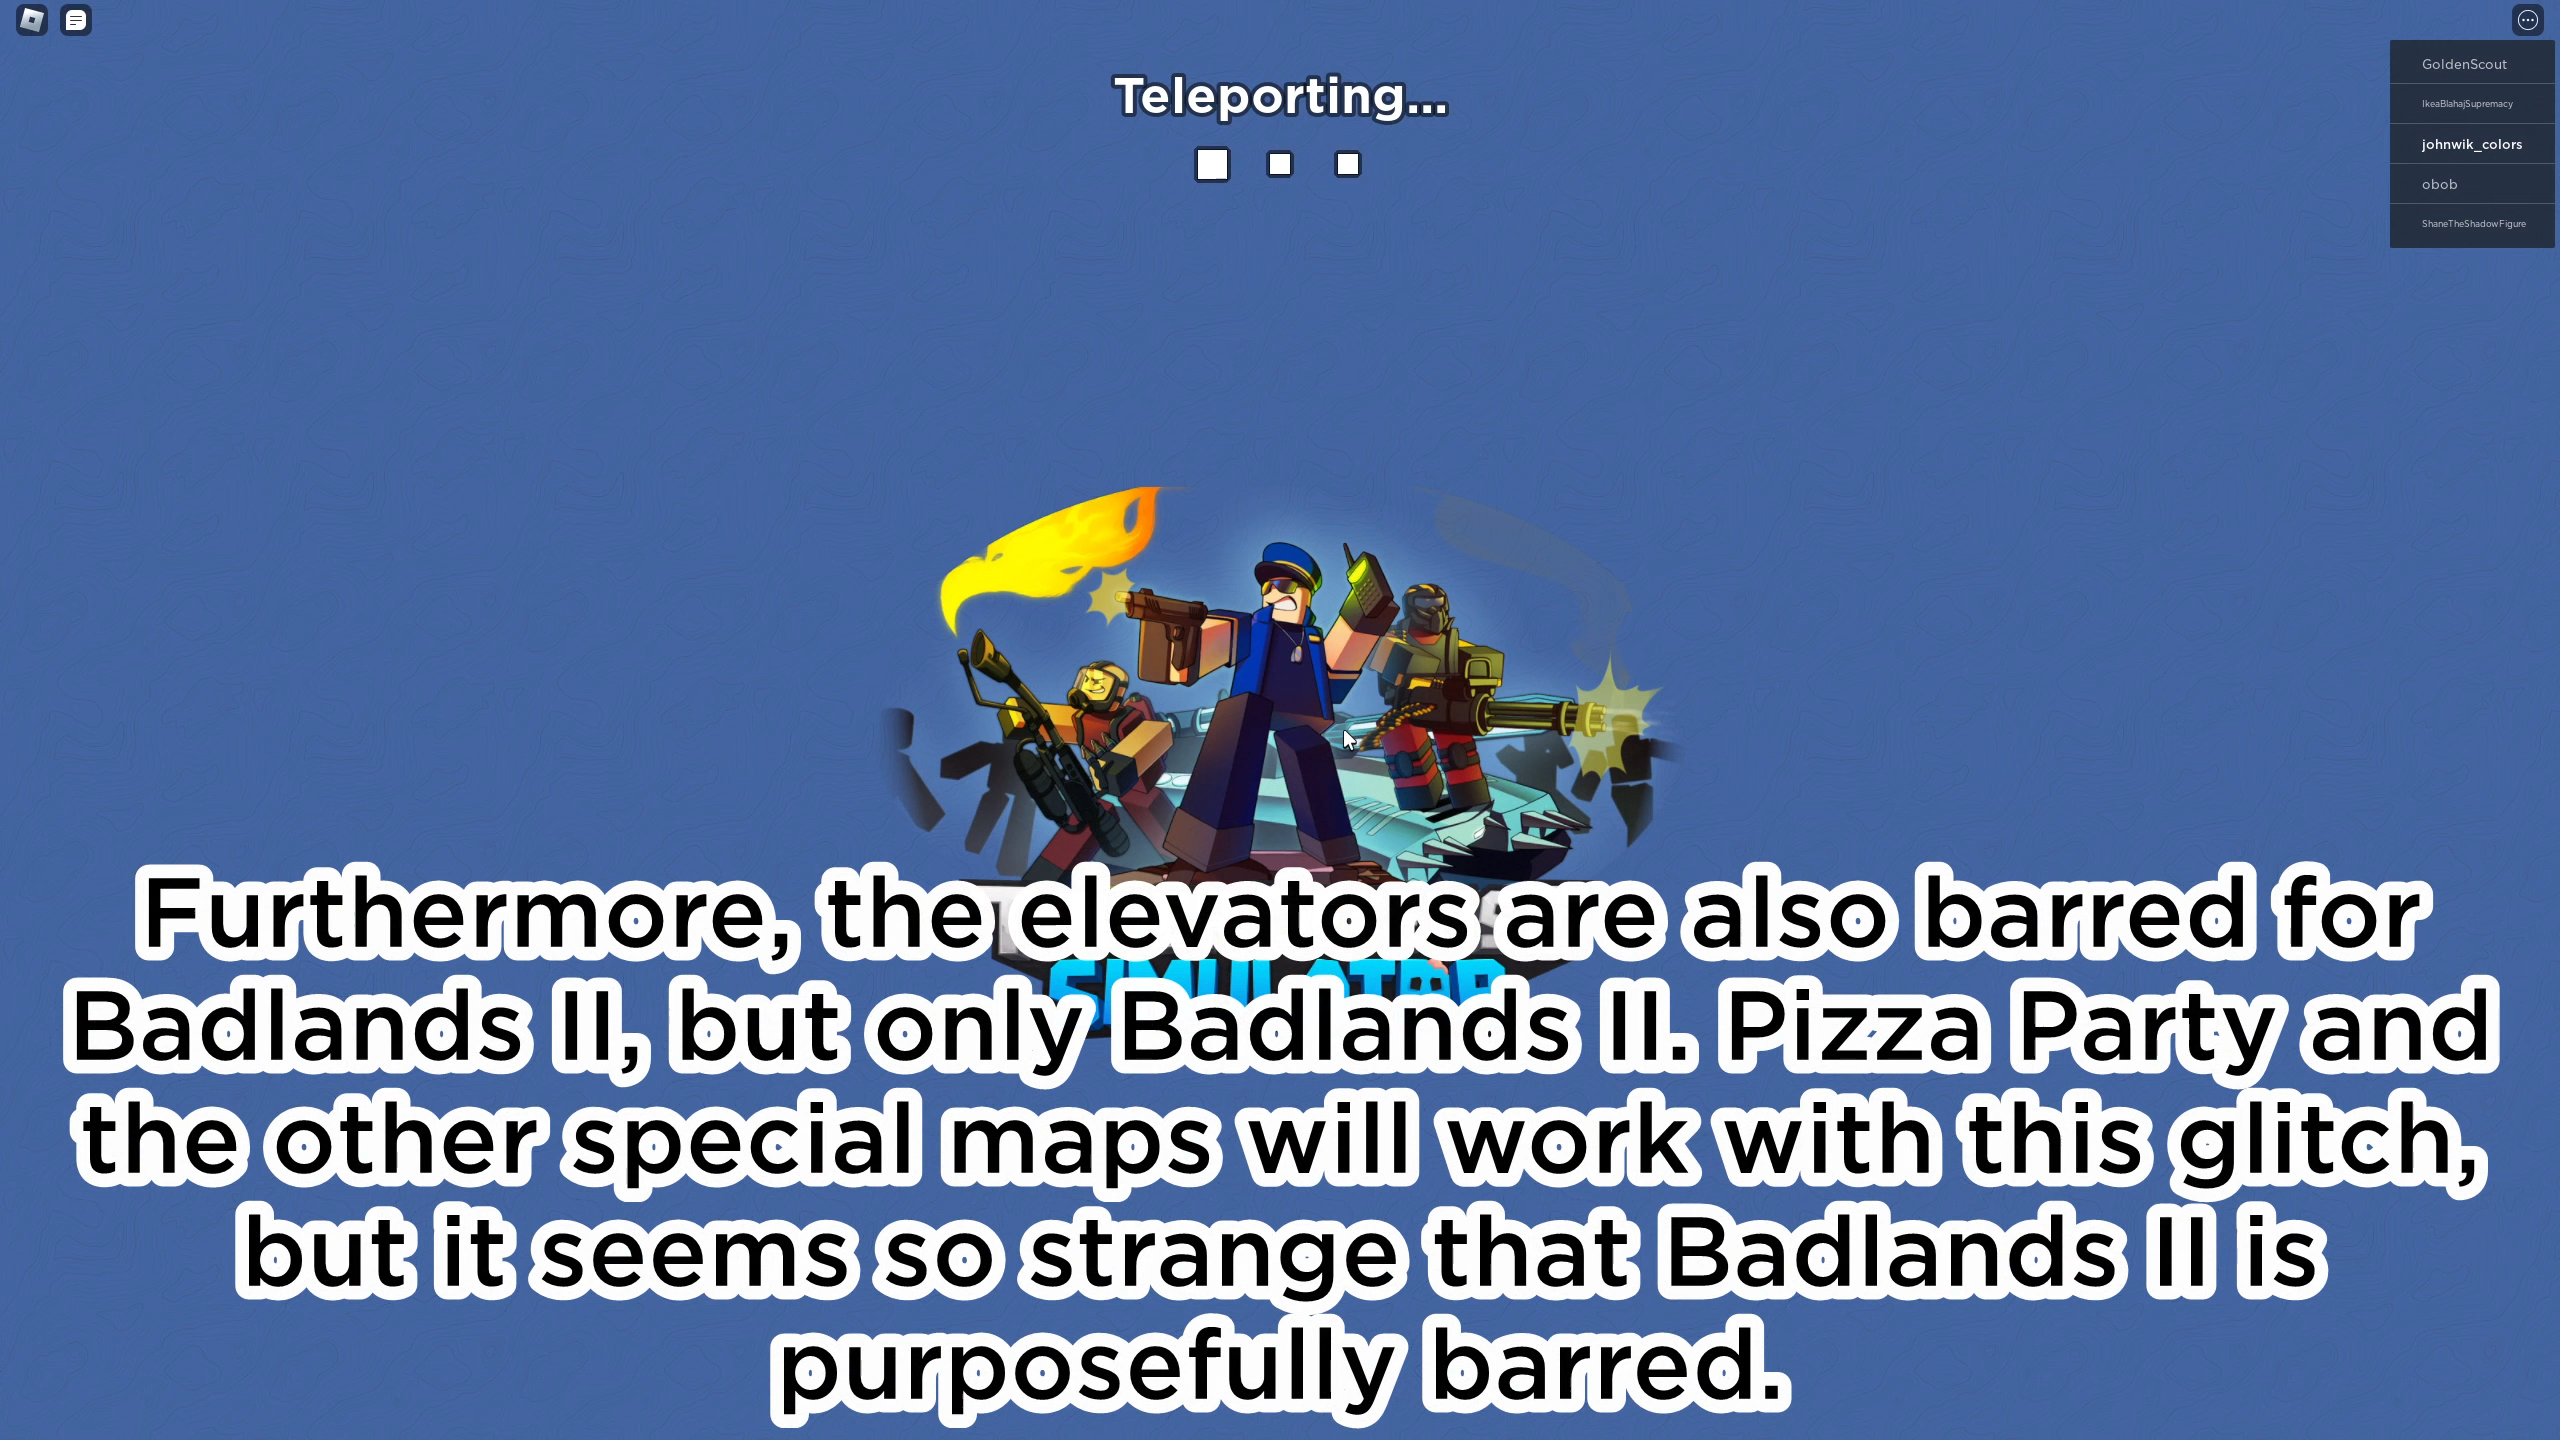 Teleporting...
GoldenScout
IkeaBlahajSupremacy
johnwik_colors
obob
ShaneTheShadowFigure
SIMULATOR
Furthermore, the elevators are also barred for
Badlands II, but only Badlands II. Pizza Party and
the other special maps will work with this glitch,
but it seems so strange that Badlands II is
purposefully barred.